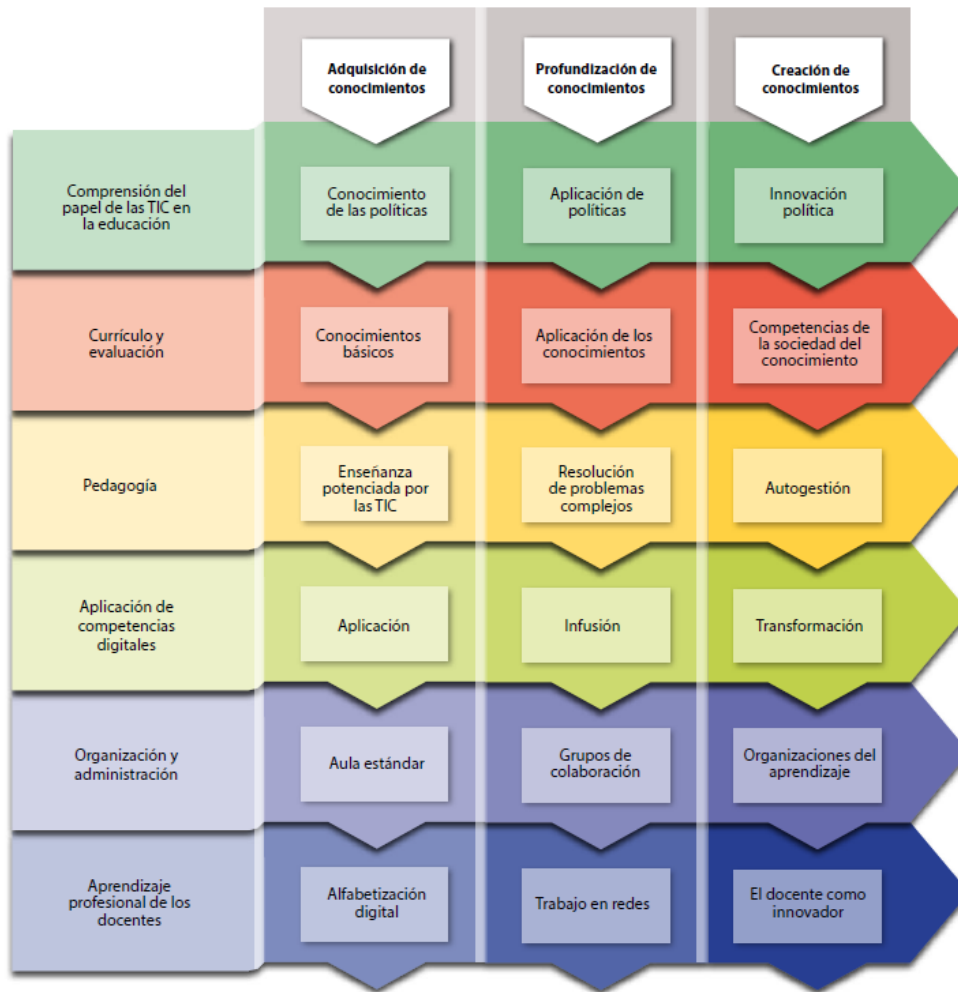 Adquisición de
conocimientos
Profundización de
conocimientos
Creación de
conocimientos
Comprensión del
papel de las TIC en
la educación
Conocimiento
de las políticas
Aplicación de
políticas
Innovación
política
Currículo y
evaluación
Conocimientos
básicos
Aplicación de los
conocimientos
Competencias de
la sociedad del
conocimiento
Pedagogía
Enseñanza
potenciada por
las TIC
Resolución
de problemas
complejos
Autogestión
Aplicación de
competencias
digitales
Aplicación
Infusión
Transformación
Organización y
administración
Aula estándar
Grupos de
colaboración
Organizaciones del
aprendizaje
Aprendizaje
profesional de los
docentes
Alfabetización
digital
Trabajo en redes
El docente como
innovador